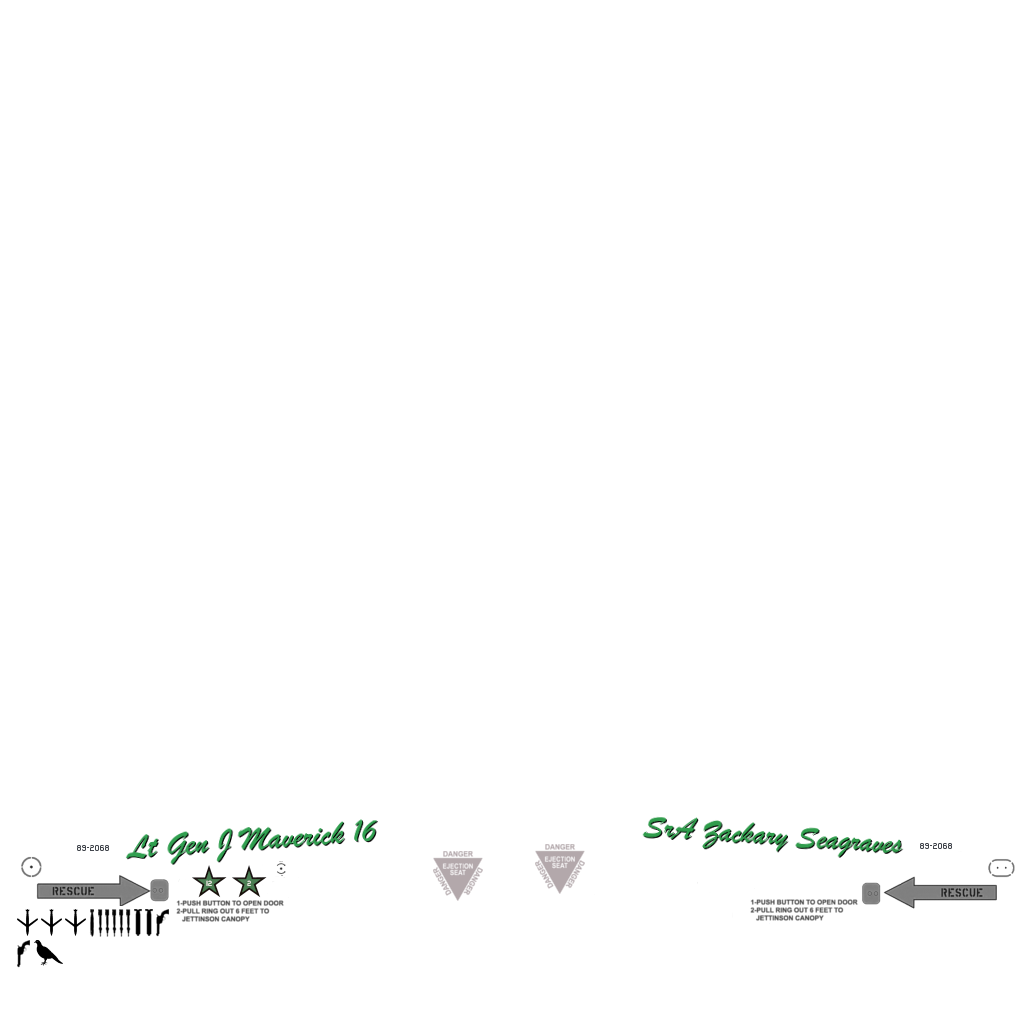 Lt Gen J Maverick 16
89-2068
RESCUE
12
2
1-PUSH BUTTON TO OPEN DOOR
2-PULL RING OUT 6 FEET TO
JETTINSON CANOPY
DANGER
EJECTION
SEAT
DANGER
DANGER
DANGER
EJECTION
SEAT
DANGER
DANGER
SrA Zackary Seagraves
89-2068
RESCUE
1-PUSH BUTTON TO OPEN DOOR
2-PULL RING OUT 6 FEET TO
JETTINSON CANOPY